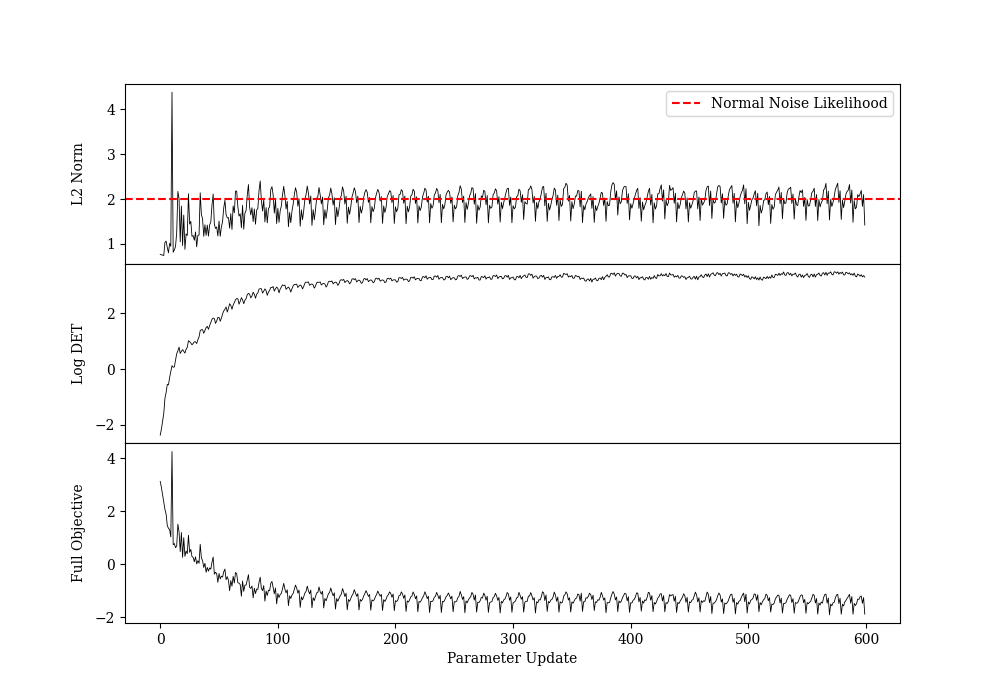 Normal Noise Likelihood
L2 Norm
4
3
2
1
Log DET
2
0
−2
Full Objective
4
2
0
−2
0 100 200 300 400 500 600
Parameter Update